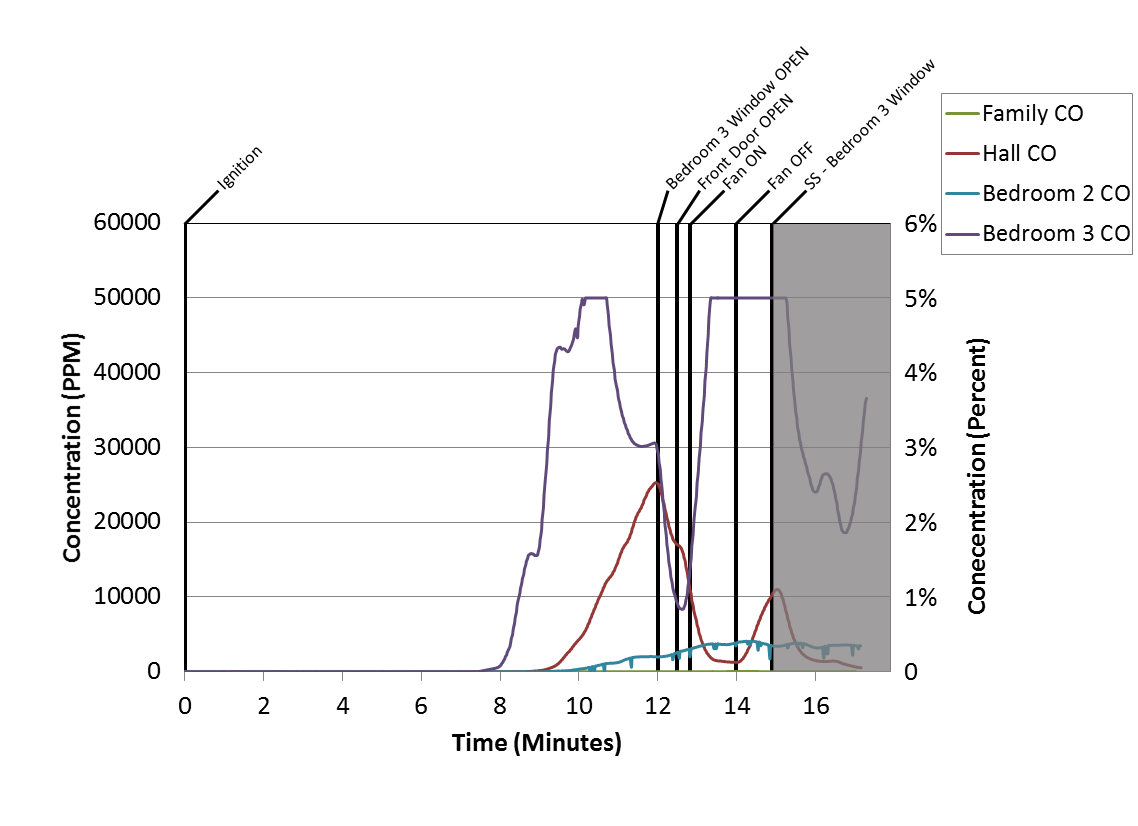 Ignition
Bedroom 3 Window OPEN
Front Door OPEN
Fan ON
Fan OFF
SS - Bedroom 3 Window
Family CO
Hall CO
Bedroom 2 CO
Bedroom 3 CO
60000
50000
40000
30000
20000
10000
0
Concentration (PPM)
6%
5%
4%
3%
2%
1%
0
Conecentration (Percent)
0 2 4 6 8 10 12 14 16
Time (Minutes)